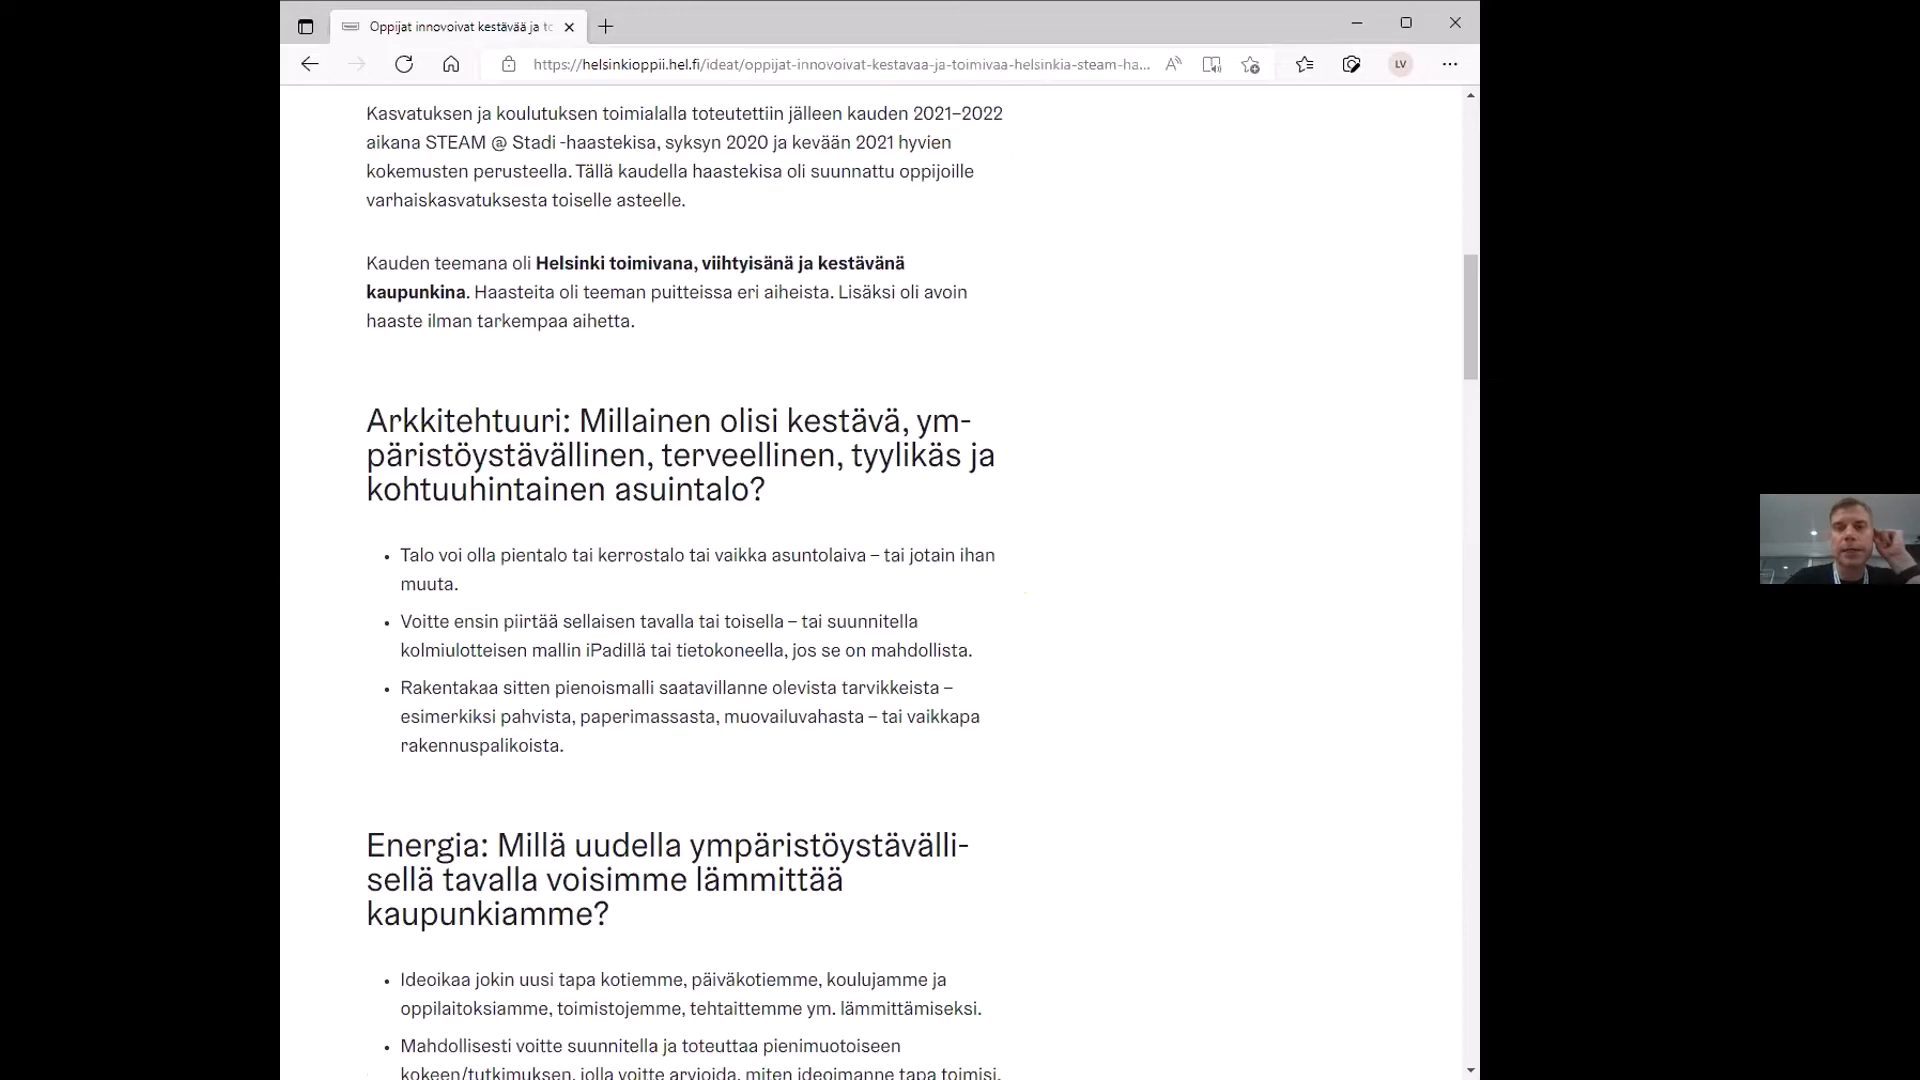 Oppijat innovoivat kestävää ja to
https://helsinkioppii.hel.fi/ideat/oppijat-innovoivat-kestavaa-ja-toimivaa-helsinkia-steam-ha...
LV
Kasvatuksen ja koulutuksen toimialalla toteutettiin jälleen kauden 2021–2022
aikana STEAM @ Stadi -haastekisa, syksyn 2020 ja kevään 2021 hyvien
kokemusten perusteella. Tällä kaudella haastekisa oli suunnattu oppijoille
varhaiskasvatuksesta toiselle asteelle.
Kauden teemana oli Helsinki toimivana, viihtyisänä ja kestävänä
kaupunkina. Haasteita oli teeman puitteissa eri aiheista. Lisäksi oli avoin
haaste ilman tarkempaa aihetta.
Arkkitehtuuri: Millainen olisi kestävä, ym-
päristöystävällinen, terveellinen, tyylikäs ja
kohtuuhintainen asuintalo?
• Talo voi olla pientalo tai kerrostalo tai vaikka asuntolaiva – tai jotain ihan
muuta.
• Voitte ensin piirtää sellaisen tavalla tai toisella – tai suunnitella
kolmiulotteisen mallin iPadillä tai tietokoneella, jos se on mahdollista.
• Rakentakaa sitten pienoismalli saatavillanne olevista tarvikkeista –
esimerkiksi pahvista, paperimassasta, muovailuvahasta – tai vaikkapa
rakennuspalikoista.
Energia: Millä uudella ympäristöystävälli-
sellä tavalla voisimme lämmittää
kaupunkiamme?
• Ideoikaa jokin uusi tapa kotiemme, päiväkotiemme, koulujamme ja
oppilaitoksiamme, toimistojemme, tehtaittemme ym. lämmittämiseksi.
• Mahdollisesti voitte suunnitella ja toteuttaa pienimuotoiseen
kokeen/tutkimuksen, jolla voitte arvioida, miten ideoimanne tapa toimisi.